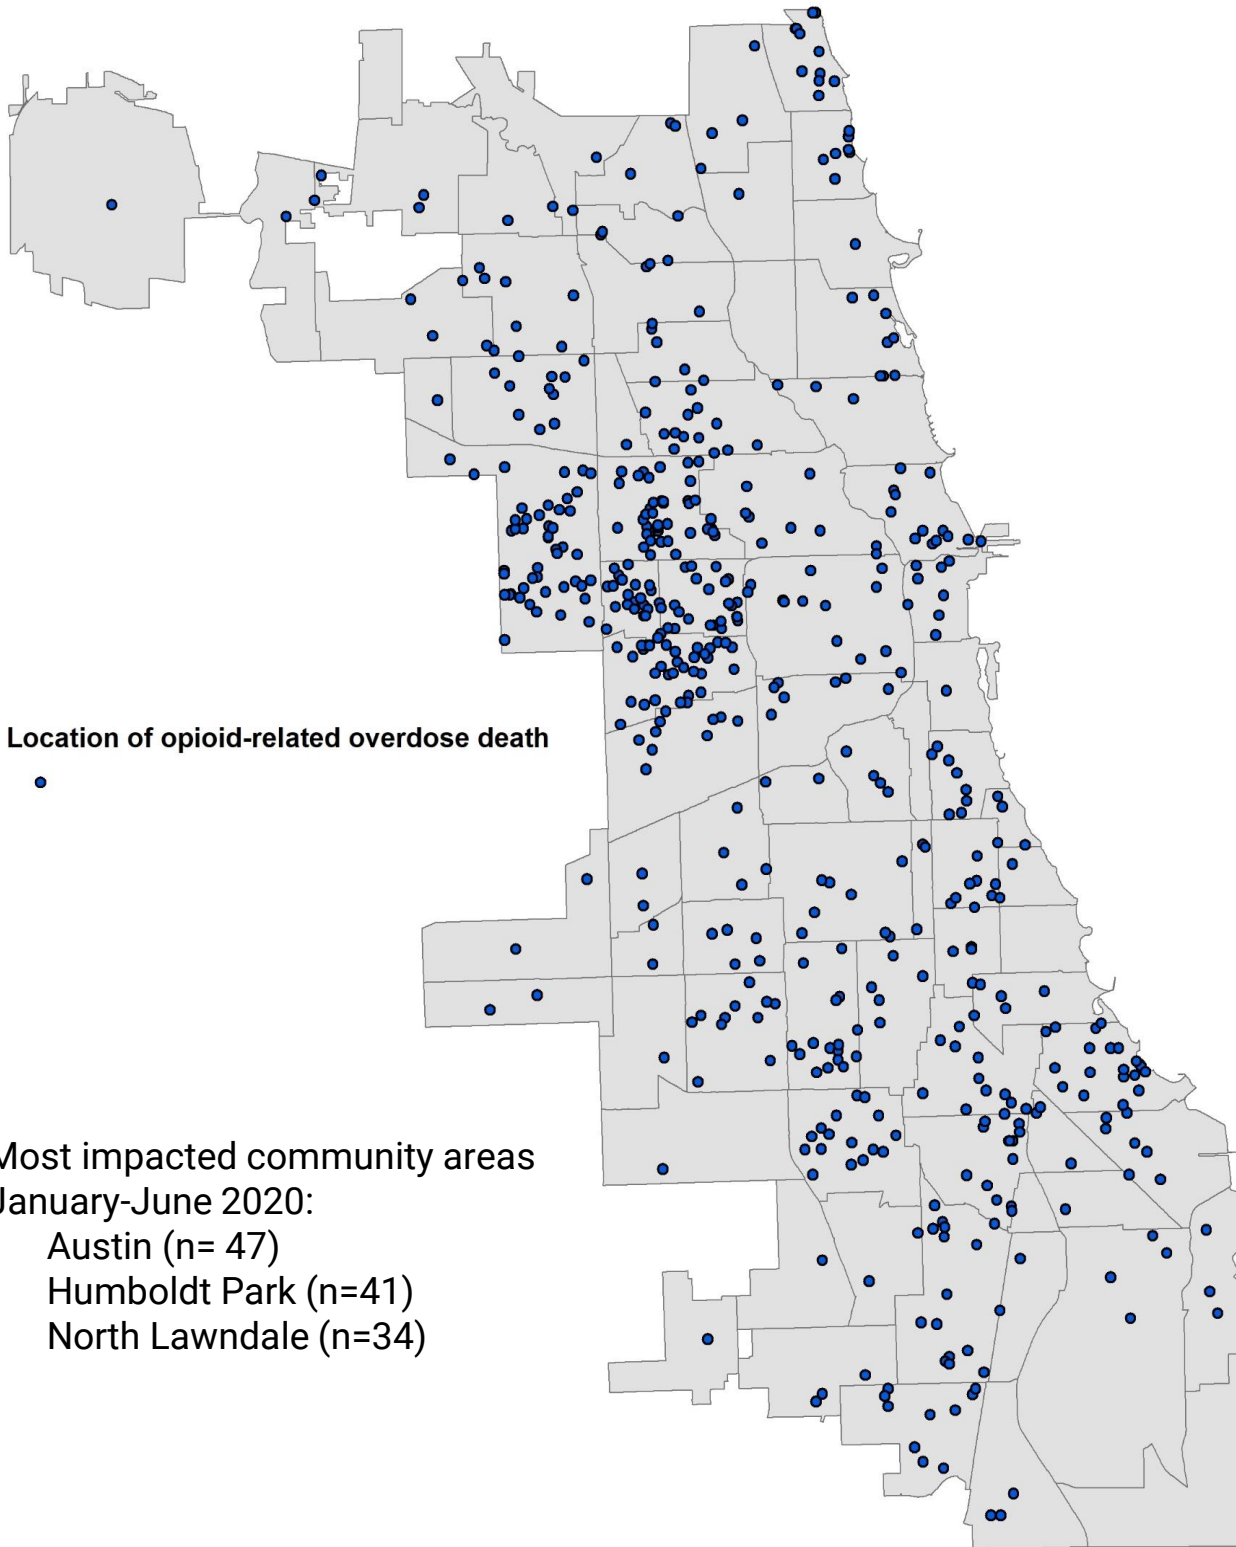 Location of opioid-related overdose death
Most impacted community areas
January-June 2020:
Austin (n= 47)
Humboldt Park (n=41)
North Lawndale (n=34)